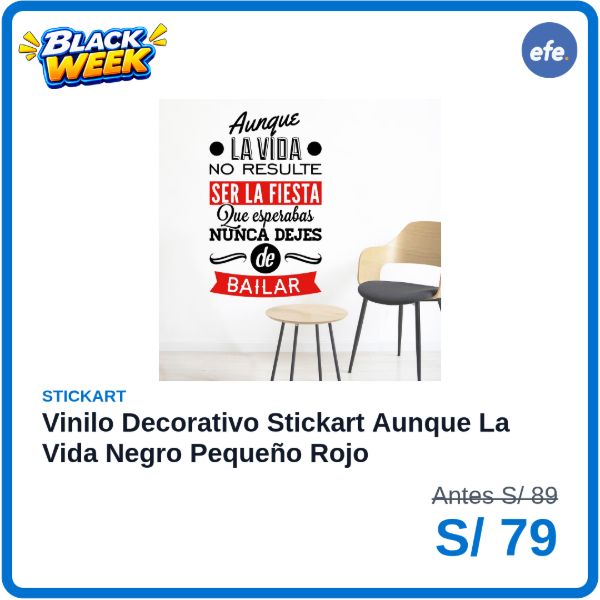 BLACK
WEEK
efe.
Aunque
LA VIDA
NO RESULTE
SER LA FIESTA
Que esperabas
NUNCA DEJES
de
BAILAR
STICKART
Vinilo Decorativo Stickart Aunque La
Vida Negro Pequeño Rojo
Antes S/ 89
S/ 79